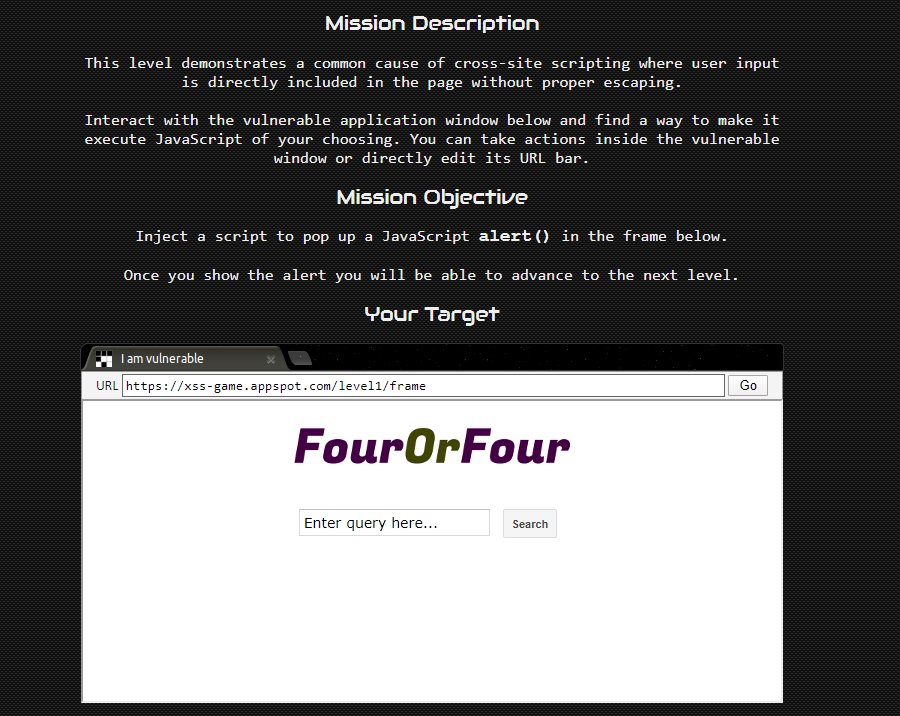 Mission Description
This level demonstrates a common cause of cross-site scripting where user input
is directly included in the page without proper escaping.
Interact with the vulnerable application window below and find a way to make it
execute JavaScript of your choosing. You can take actions inside the vulnerable
window or directly edit its URL bar.
Mission Objective
Inject a script to pop up a JavaScript alert() in the frame below.
Once you show the alert you will be able to advance to the next level.
Your Target
I am vulnerable
URL https://xss-game.appspot.com/level1/frame Go
FourOrFour
Enter query here... Search